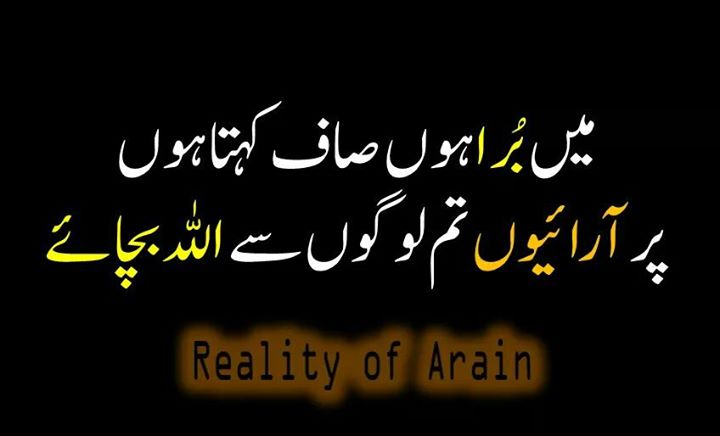 میں بُرا ہوں صاف کہتا ہوں
پر آرائیوں تم لوگوں سے اللہ بچائے
Reality of Arain